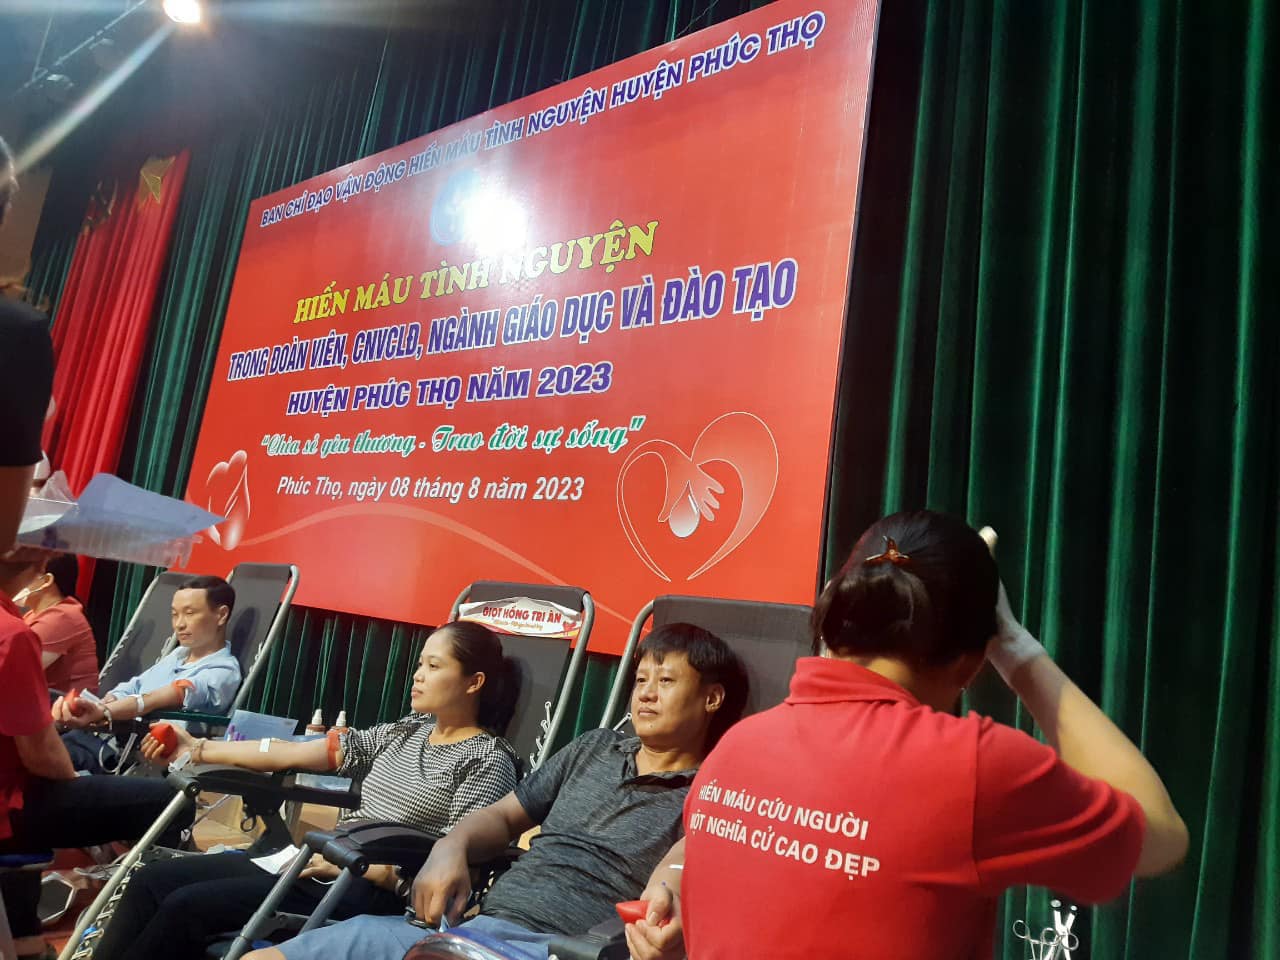 BAN CHỈ ĐẠO VẬN ĐỘNG HIẾN MÁU TÌNH NGUYỆN HUYỆN PHÚC THỌ
HIẾN MÁU TÌNH NGUYỆN
TRONG ĐOÀN VIÊN, CNVCLĐ, NGÀNH GIÁO DỤC VÀ ĐÀO TẠO
HUYỆN PHÚC THỌ NĂM 2023
"Chia sẻ yêu thương - Trao đời sự sống"
Phúc Thọ, ngày 08 tháng 8 năm 2023
GIỌT HỒNG TRI ÂN
HIẾN MÁU CỨU NGƯỜI
MỘT NGHĨA CỬ CAO ĐẸP